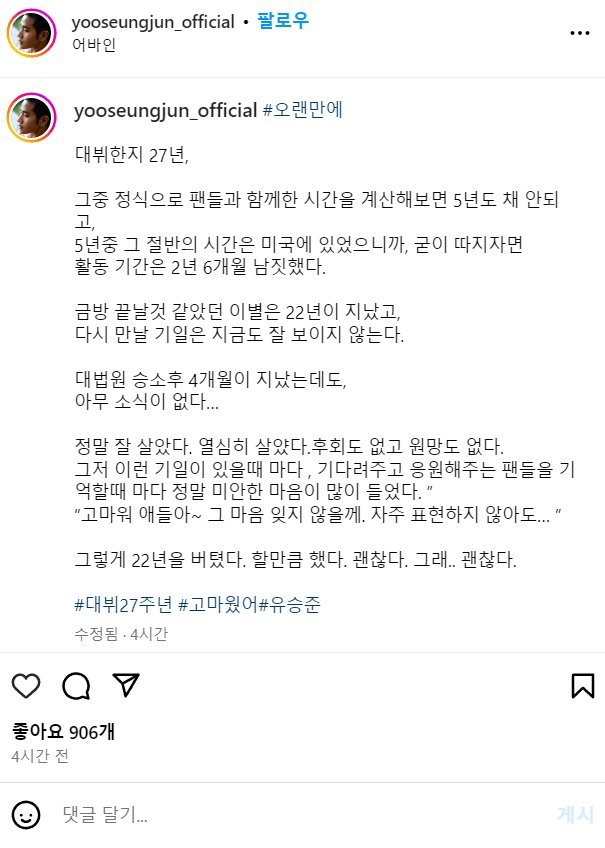 yooseungjun_official • 팔로우
어바인
yooseungjun_official #오랜만에
대뷔한지 27년,
그중 정식으로 팬들과 함께한 시간을 계산해보면 5년도 채 안되
고,
5년중 그 절반의 시간은 미국에 있었으니까, 굳이 따지자면
활동 기간은 2년 6개월 남짓했다.
금방 끝날것 같았던 이별은 22년이 지났고,
다시 만날 기일은 지금도 잘 보이지 않는다.
대법원 승소후 4개월이 지났는데도,
아무 소식이 없다...
정말 잘 살았다. 열심히 살았다.후회도 없고 원망도 없다.
그저 이런 기일이 있을때 마다 , 기다려주고 응원해주는 팬들을 기
억할때 마다 정말 미안한 마음이 많이 들었다. ”
“고마워 애들아~ 그 마음 잊지 않을께. 자주 표현하지 않아도... ”
그렇게 22년을 버텼다. 할만큼 했다. 괜찮다. 그래.. 괜찮다.
#대뷔27주년 #고마웠어#유승준
수정됨 · 4시간
좋아요 906개
4시간 전
댓글 달기...
게시